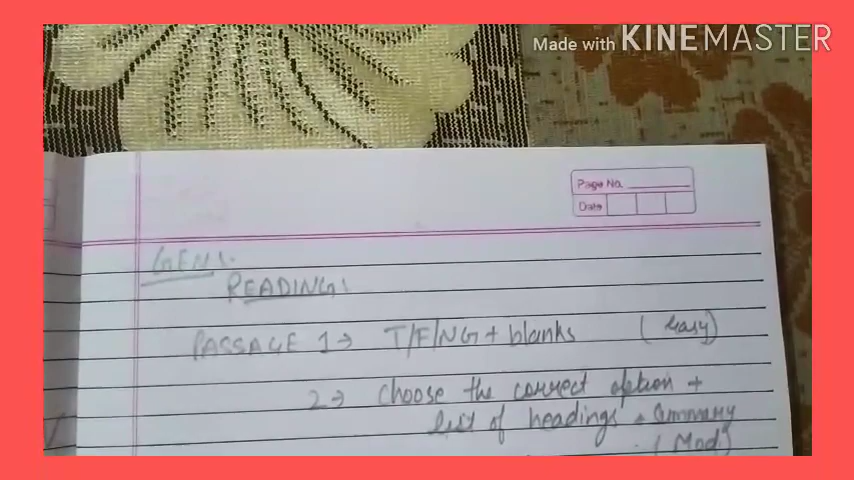 Made with KINEMASTER
Page No.
Date
GEN:
READING:
PASSAGE 1→ T/F/NG + blanks (easy)
2→ Choose the correct option +
list of headings + Summary
(Mod)